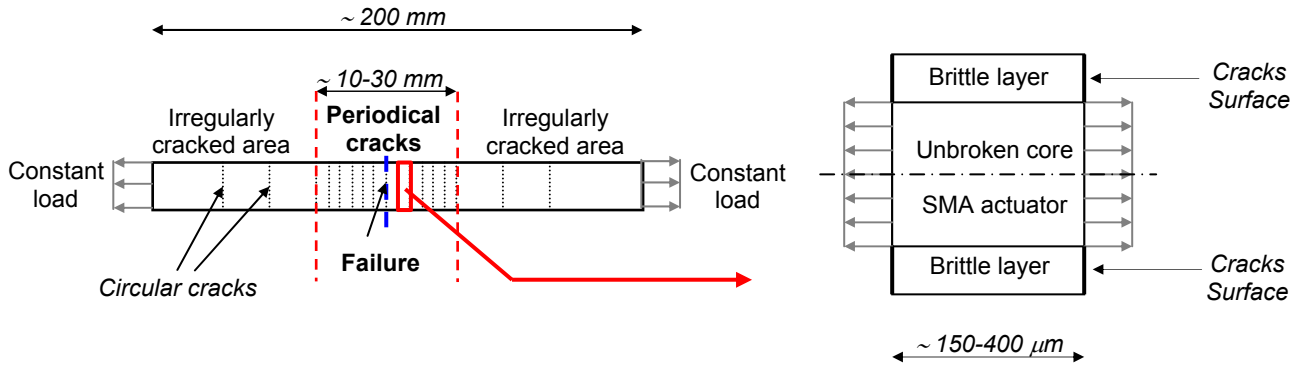 ~ 200 mm
~ 10-30 mm
Irregularly
cracked area
Periodical
cracks
Irregularly
cracked area
Constant
load
Constant
load
Failure
Circular cracks
Brittle layer
Cracks
Surface
Unbroken core
SMA actuator
Brittle layer
Cracks
Surface
~ 150-400 μm